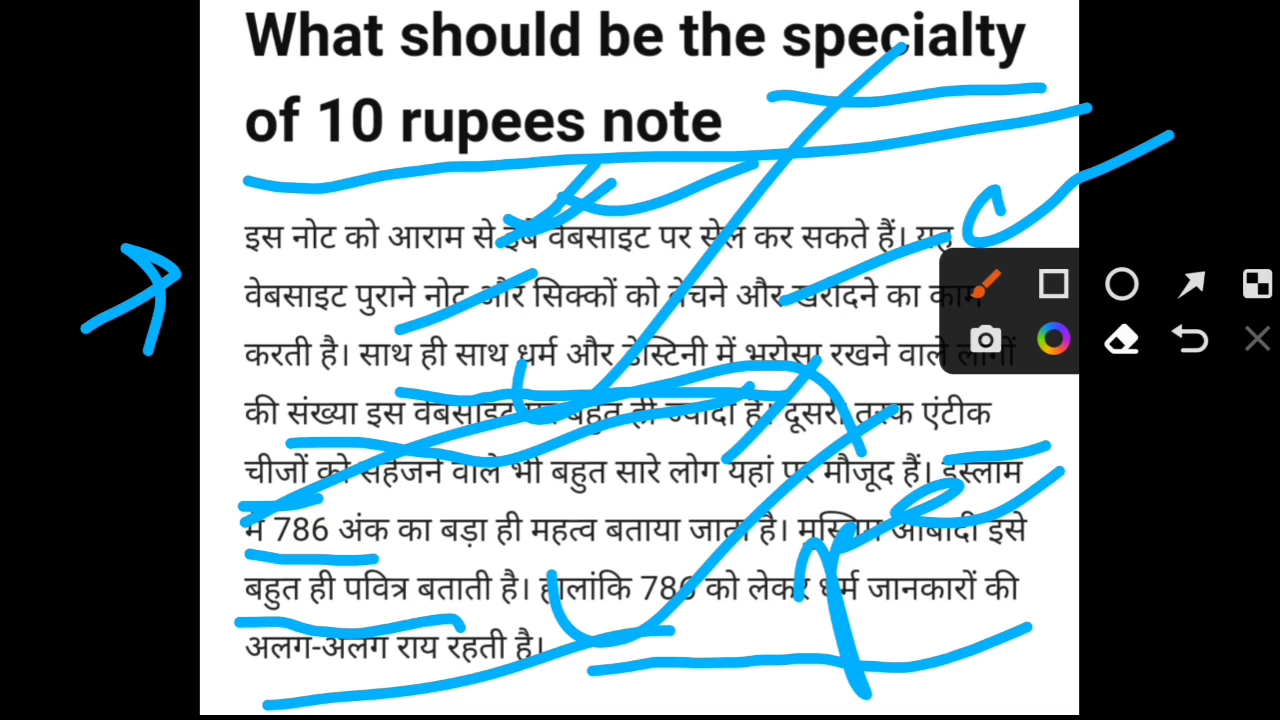 What should be the specialty
of 10 rupees note
इस नोट को आराम से इबे वेबसाइट पर सेल कर सकते हैं। यह
वेबसाइट पुराने नोट और सिक्कों को बेचने और खरीदने का काम
करती है। साथ ही साथ धर्म और डेस्टिनी में भरोसा रखने वाले लोगों
की संख्या इस वेबसाइट पर बहुत ही ज्यादा है। दूसरी तरफ एंटीक
चीजों को सहेजने वाले भी बहुत सारे लोग यहां पर मौजूद हैं। इस्लाम
में 786 अंक का बड़ा ही महत्व बताया जाता है। मुस्लिम आबादी इसे
बहुत ही पवित्र बताती है। हालांकि 786 को लेकर धर्म जानकारों की
अलग-अलग राय रहती है।